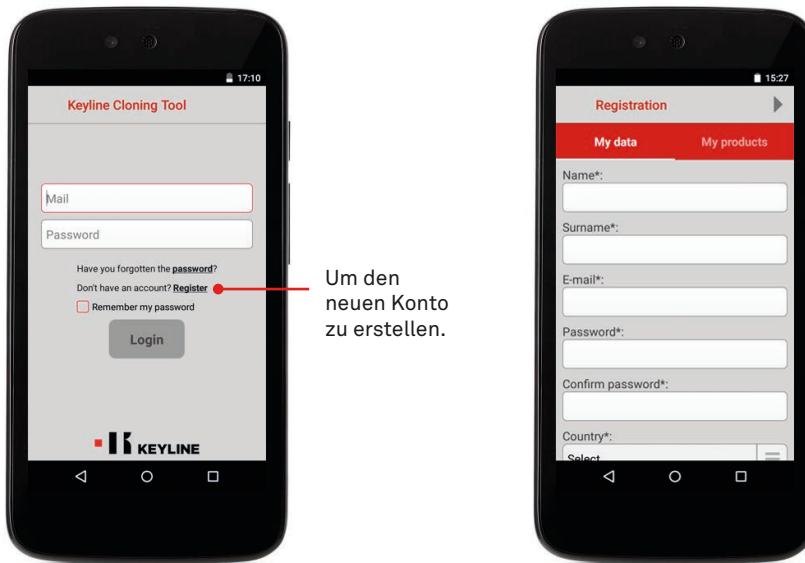 17:10
Keyline Cloning Tool
Mail
Password
Have you forgotten the password?
Don't have an account? Register
Remember my password
Login
KEYLINE
Um den
neuen Konto
zu erstellen.
15:27
Registration
My data
My products
Name*:
Surname*:
E-mail*:
Password*:
Confirm password*:
Country*:
Select